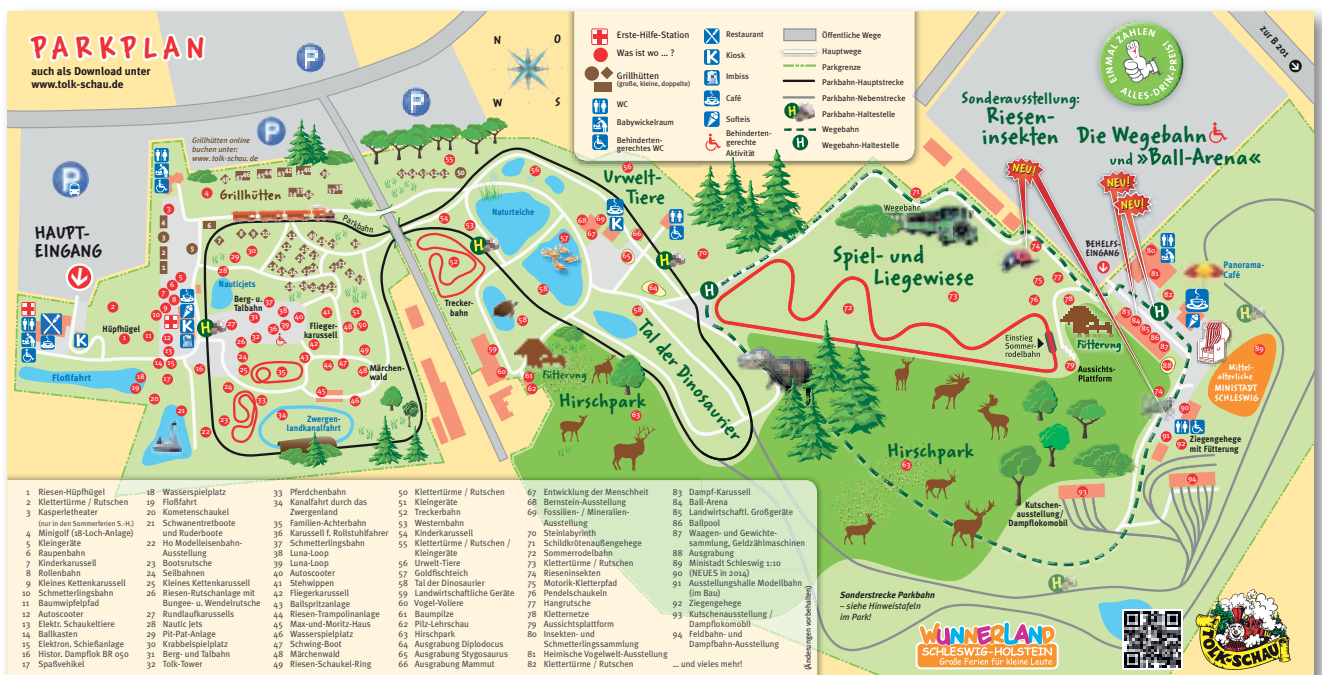 PARKPLAN
auch als Download unter
www.tolk-schau.de
N
O
W
S
Erste-Hilfe-Station
Was ist wo ... ?
Grillhütten
(große, kleine, doppelte)
WC
Babywickelraum
Behinderten-
gerechtes WC
Restaurant
Kiosk
Imbiss
Café
Softeis
Behinderten-
gerechte
Aktivität
Öffentliche Wege
Hauptwege
Parkgrenze
Parkbahn-Hauptstrecke
Parkbahn-Nebenstrecke
Parkbahn-Haltestelle
Wegebahn
Wegebahn-Haltestelle
zur B 201
EINMAL ZAHLEN
ALLES-DRIN-PREIS!
Sonderausstellung:
Riesen-
insekten
Die Wegebahn
und »Ball-Arena«
NEU!
NEU!
NEU!
Grillhütten online
buchen unter:
www.tolk-schau.de
Grillhütten
Parkbahn
HAUPT-
EINGANG
Hüpfhügel
Floßfahrt
Nauticjets
Berg- u.
Talbahn
Flieger-
karussell
Märchen-
wald
Zwergen-
landkanalfahrt
Trecker-
bahn
Naturteiche
Urwelt-
Tiere
Tal der Dinosaurier
Fütterung
Hirschpark
Wegebahn
Spiel- und
Liegewiese
Einstieg
Sommer-
rodelbahn
BEHELFS-
EINGANG
Fütterung
Aussichts-
Plattform
Panorama-
Café
Mittel-
alterliche
MINISTADT
SCHLESWIG
Ziegengehege
mit Fütterung
Hirschpark
Kutschen-
ausstellung/
Dampflokomobil
Sonderstrecke Parkbahn
– siehe Hinweistafeln
im Park!
WUNNERLAND
SCHLESWIG-HOLSTEIN
Große Ferien für kleine Leute
TOLK-SCHAU
1 Riesen-Hüpfhügel
2 Klettertürme / Rutschen
3 Kasperletheater
(nur in den Sommerferien S.-H.)
4 Minigolf (18-Loch-Anlage)
5 Kleingeräte
6 Raupenbahn
7 Kinderkarussell
8 Rollenbahn
9 Kleines Kettenkarussell
10 Schmetterlingsbahn
11 Baumwipfelpfad
12 Autoscooter
13 Elektr. Schaukeltiere
14 Ballkasten
15 Elektron. Schießanlage
16 Histor. Dampflok BR 050
17 Spaßvehikel
18 Wasserspielplatz
19 Floßfahrt
20 Kometenschaukel
21 Schwanentretboote
und Ruderboote
22 Ho Modelleisenbahn-
Ausstellung
23 Bootsrutsche
24 Seilbahnen
25 Kleines Kettenkarussell
26 Riesen-Rutschanlage mit
Bungee- u. Wendelrutsche
27 Rundlaufkarussells
28 Nautic Jets
29 Pit-Pat-Anlage
30 Krabbelspielplatz
31 Berg- und Talbahn
32 Tolk-Tower
33 Pferdchenbahn
34 Kanalfahrt durch das
Zwergenland
35 Familien-Achterbahn
36 Karussell f. Rollstuhlfahrer
37 Schmetterlingsbahn
38 Luna-Loop
39 Luna-Loop
40 Autoscooter
41 Stehwippen
42 Fliegerkarussell
43 Ballspritzanlage
44 Riesen-Trampolinanlage
45 Max-und-Moritz-Haus
46 Wasserspielplatz
47 Schwing-Boot
48 Märchenwald
49 Riesen-Schaukel-Ring
50 Klettertürme / Rutschen
51 Kleingeräte
52 Treckerbahn
53 Westernbahn
54 Kinderkarussell
55 Klettertürme / Rutschen /
Kleingeräte
56 Urwelt-Tiere
57 Goldfischteich
58 Tal der Dinosaurier
59 Landwirtschaftliche Geräte
60 Vogel-Voliere
61 Baumpilze
62 Pilz-Lehrschau
63 Hirschpark
64 Ausgrabung Diplodocus
65 Ausgrabung Stygosaurus
66 Ausgrabung Mammut
67 Entwicklung der Menschheit
68 Bernstein-Ausstellung
69 Fossilien- / Mineralien-
Ausstellung
70 Steinlabyrinth
71 Schildkrötenaußengehege
72 Sommerrodelbahn
73 Klettertürme / Rutschen
74 Rieseninsekten
75 Motorik-Kletterpfad
76 Pendelschaukeln
77 Hangrutsche
78 Kletternetze
79 Aussichtsplattform
80 Insekten- und
Schmetterlingssammlung
81 Heimische Vogelwelt-Ausstellung
82 Klettertürme / Rutschen
83 Dampf-Karussell
84 Ball-Arena
85 Landwirtschaftl. Großgeräte
86 Ballpool
87 Waagen- und Gewichte-
sammlung, Geldzählmaschinen
88 Ausgrabung
89 Ministadt Schleswig 1:10
90 (NEUES in 2014)
91 Ausstellungshalle Modellbahn
(im Bau)
92 Ziegengehege
93 Kutschenausstellung /
Dampflokomobil
94 Feldbahn- und
Dampfbahn-Ausstellung
... und vieles mehr!
(Änderungen vorbehalten)